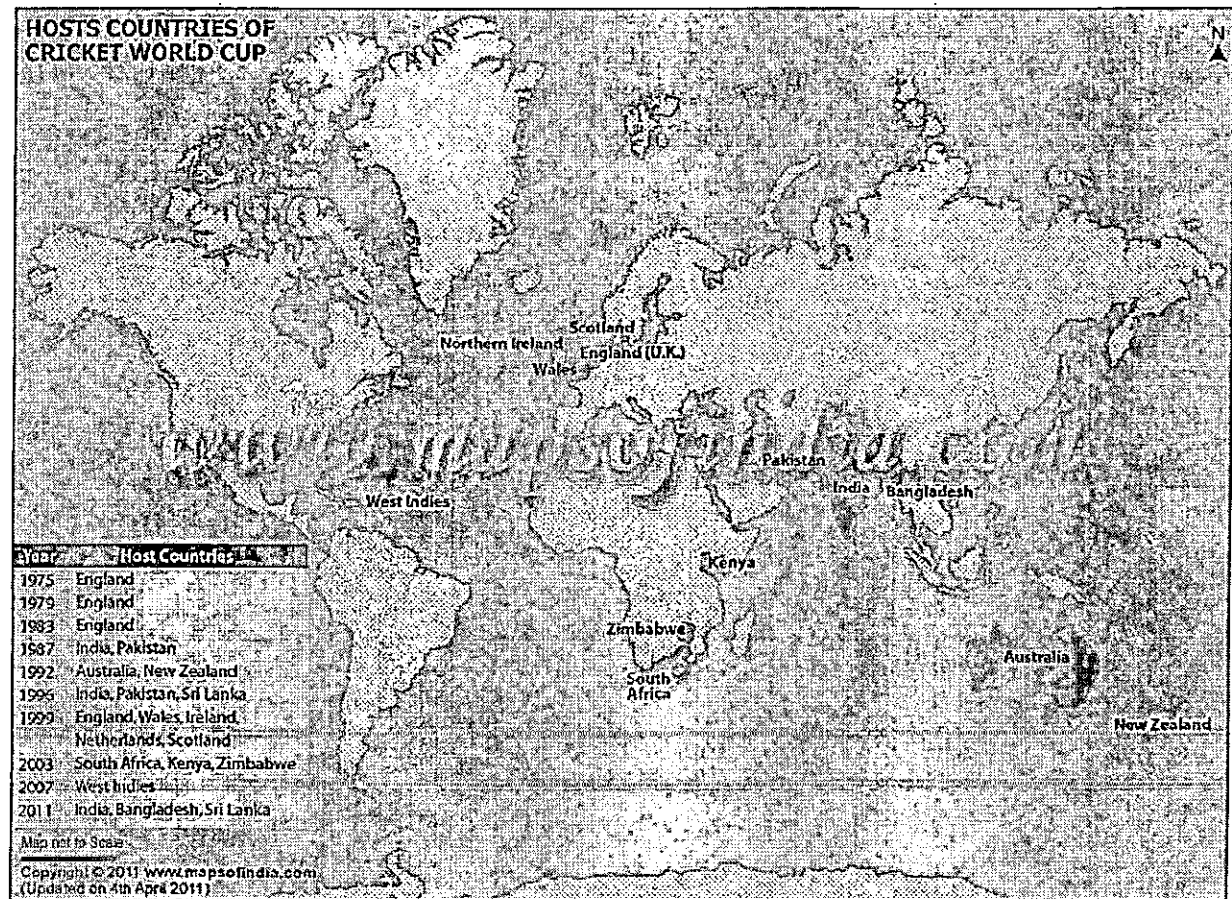 HOSTS COUNTRIES OF
CRICKET WORLD CUP
N
Scotland
Northern Ireland
England (U.K.)
Wales
Pakistan
India
Bangladesh
West Indies
Kenya
Zimbabwe
South
Africa
Australia
New Zealand
Year Host Countries
1975 England
1979 England
1983 England
1987 India, Pakistan
1992 Australia, New Zealand
1996 India, Pakistan, Sri Lanka
1999 England, Wales, Ireland,
Netherlands, Scotland
2003 South Africa, Kenya, Zimbabwe
2007 West Indies
2011 India, Bangladesh, Sri Lanka
Map not to Scale
Copyright © 2011 www.mapsofindia.com
(Updated on 4th April 2011)